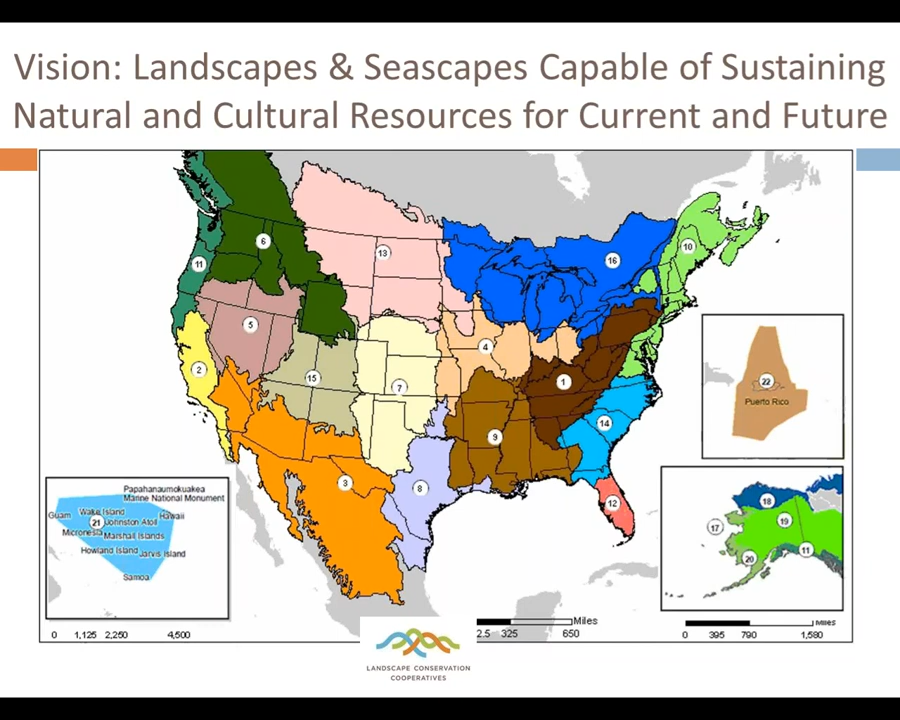 Vision: Landscapes & Seascapes Capable of Sustaining
Natural and Cultural Resources for Current and Future
6
11
13
16
10
5
2
4
15
7
1
14
9
3
8
12
22
Puerto Rico
Papahanaumokuakea
Marine National Monument
Guam
Wake Island
Hawaii
21
Johnston Atoll
Micronesia
Marshall Islands
Howland Island
Jarvis Island
Samoa
18
17
19
20
11
0 1,125 2,250 4,500
Miles
2.5 325 650
Miles
0 395 790 1,580
LANDSCAPE CONSERVATION
COOPERATIVES